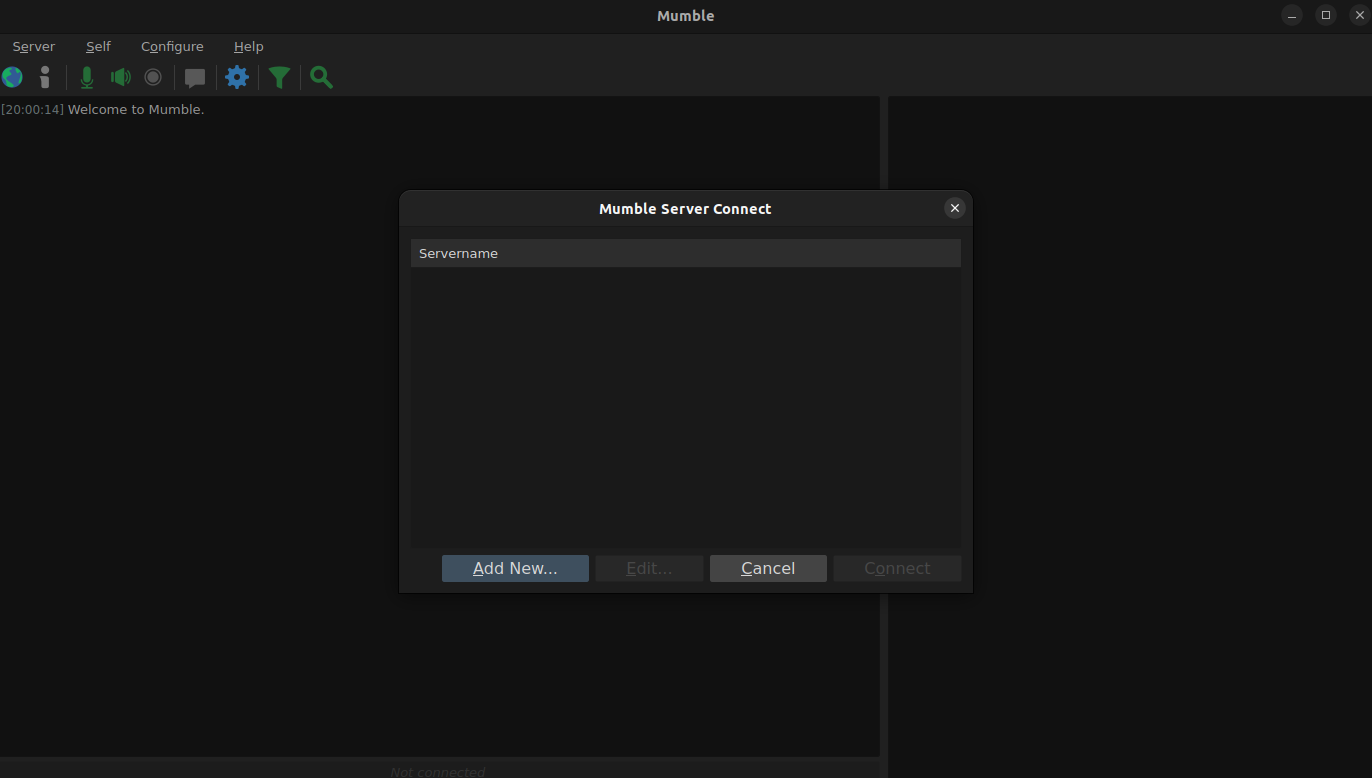 Mumble
Server Self Configure Help
[20:00:14] Welcome to Mumble.
Mumble Server Connect
Servername
Add New... Edit... Cancel Connect
Not connected